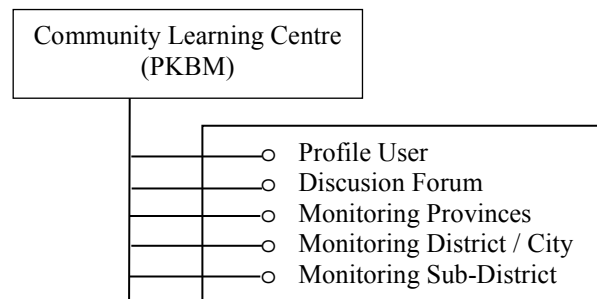 Community Learning Centre
(PKBM)
Profile User
Discusion Forum
Monitoring Provinces
Monitoring District / City
Monitoring Sub-District